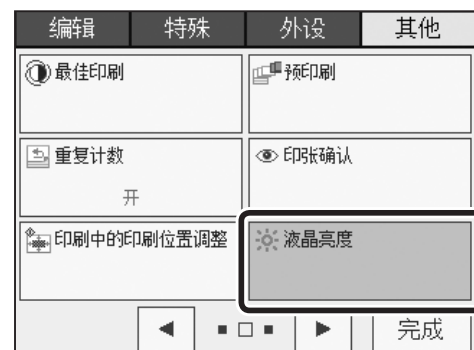 编辑 特殊 外设 其他
最佳印刷 预印刷
重复计数 印张确认
开
印刷中的印刷位置调整 液晶亮度
完成